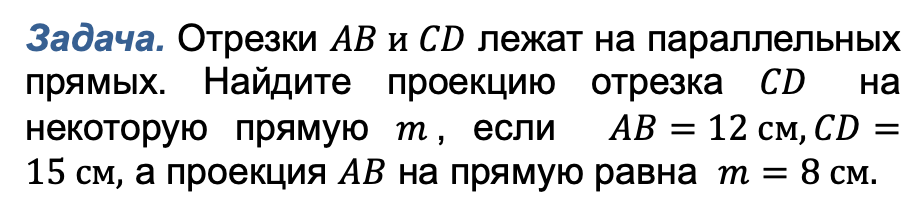 Задача. Отрезки AB и CD лежат на параллельных
прямых. Найдите проекцию отрезка CD на
некоторую прямую m , если AB = 12 см, CD =
15 см, а проекция AB на прямую равна m = 8 см.